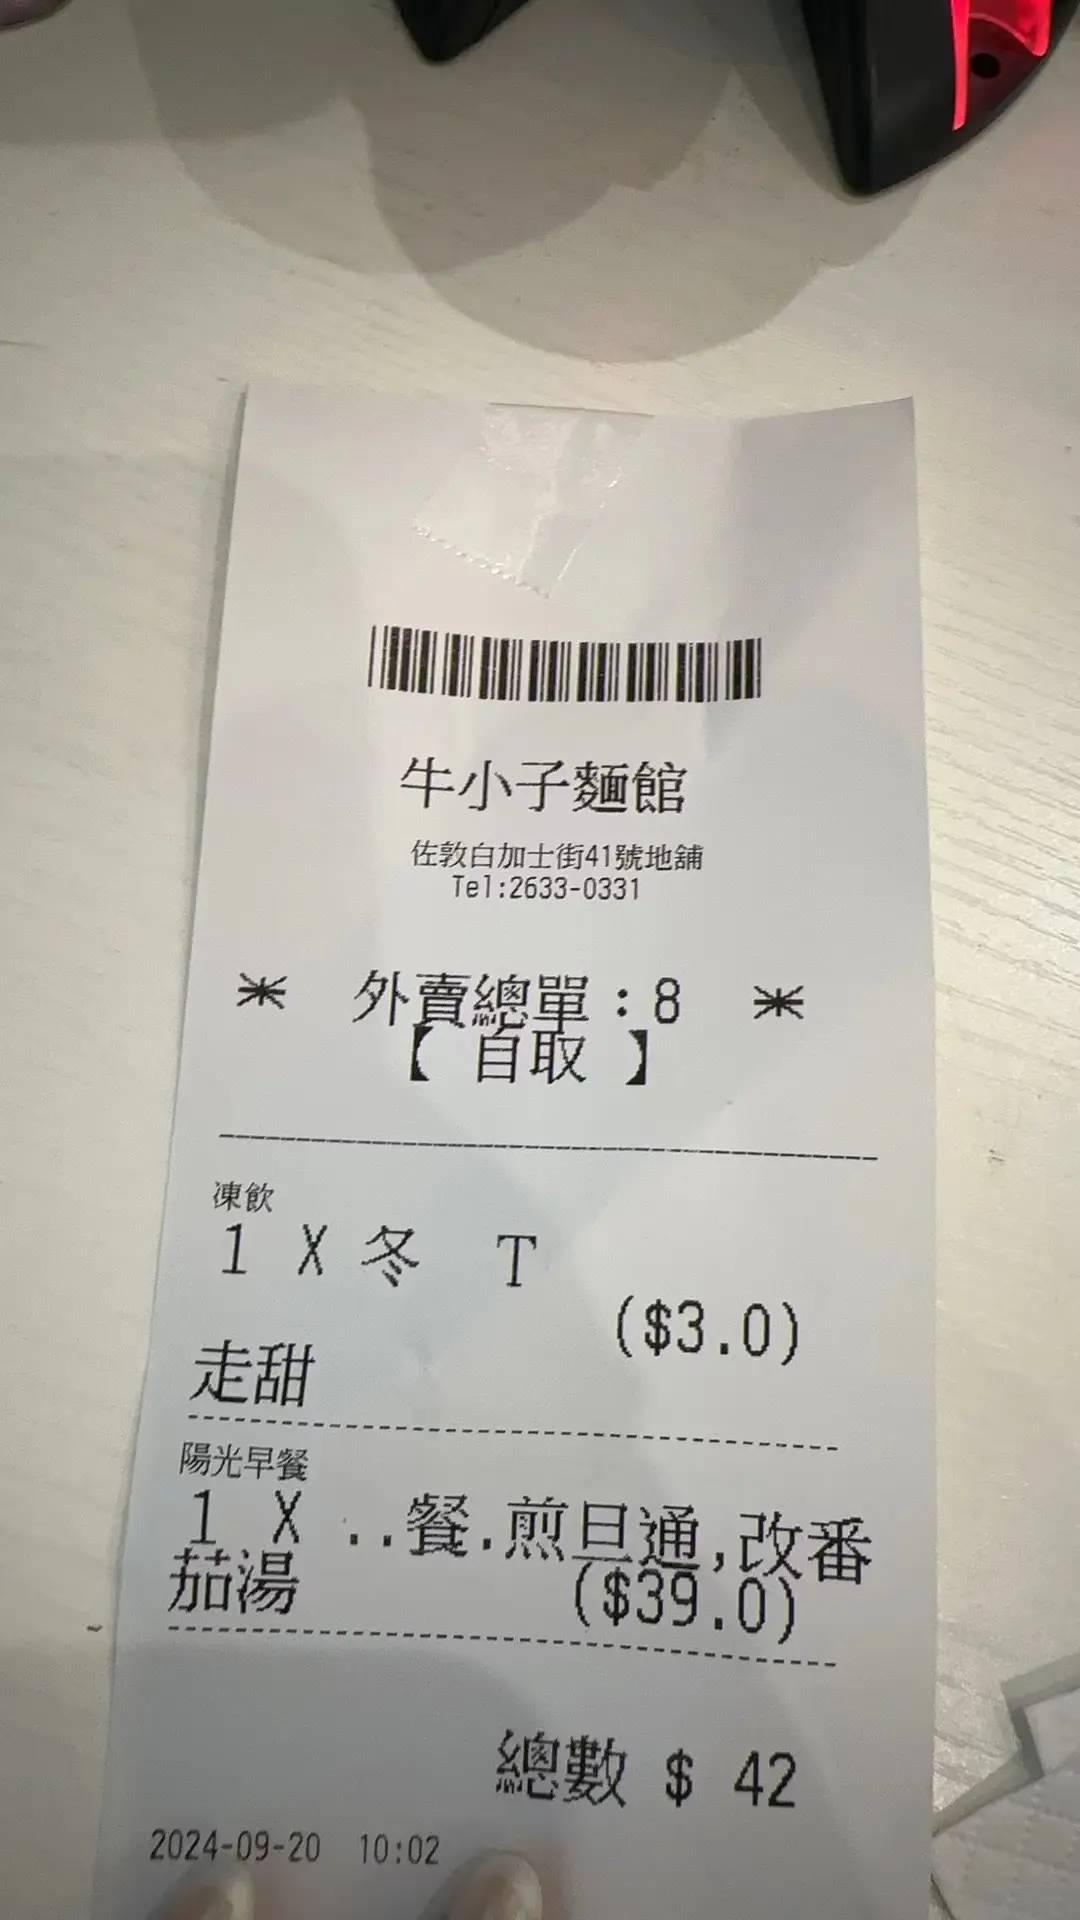 牛小子麵館
佐敦白加士街41號地舖
Tel:2633-0331
* 外賣總單:8 *
【 自取 】
凍飲
1 X 冬 T
($3.0)
走甜
陽光早餐
1 X ..餐.煎旦通,改番
茄湯 ($39.0)
總數 $ 42
2024-09-20 10:02